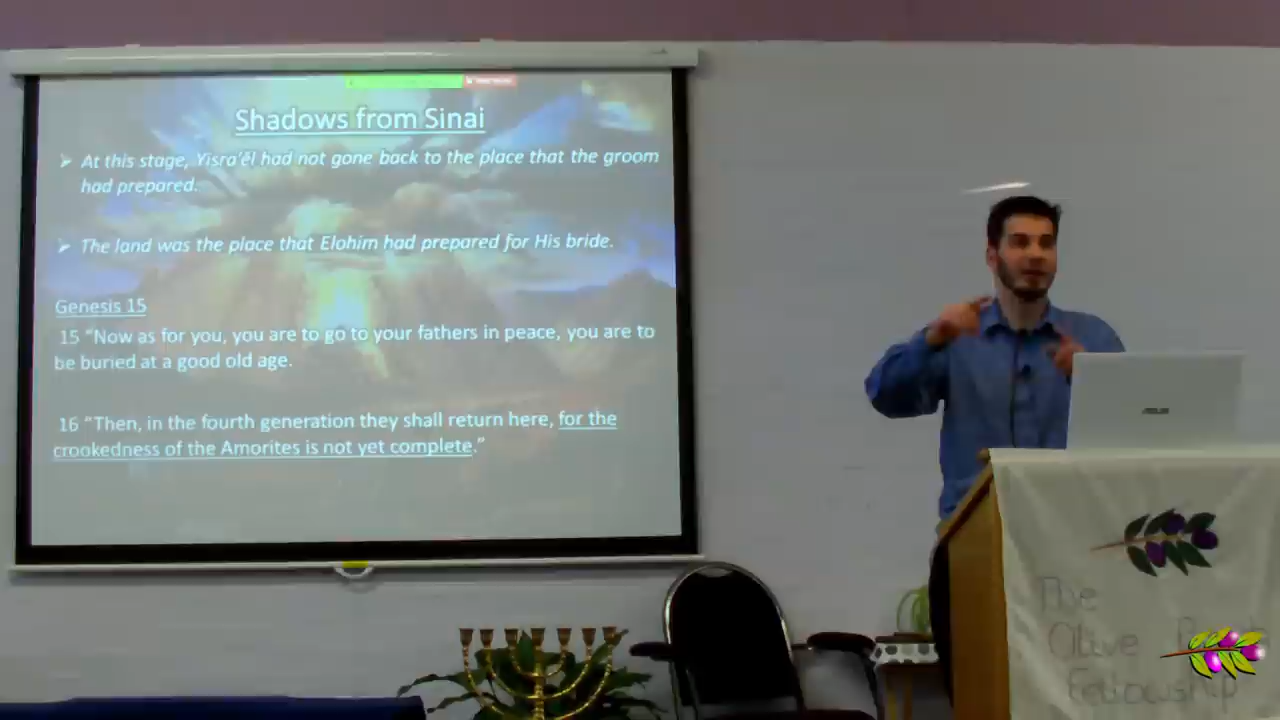 Shadows from Sinai
➢ At this stage, Yisra'ěl had not gone back to the place that the groom
had prepared.
➢ The land was the place that Elohim had prepared for His bride.
Genesis 15
15 “Now as for you, you are to go to your fathers in peace, you are to
be buried at a good old age.
16 “Then, in the fourth generation they shall return here, for the
crookedness of the Amorites is not yet complete.”
ASUS
The
Olive
Fellowship